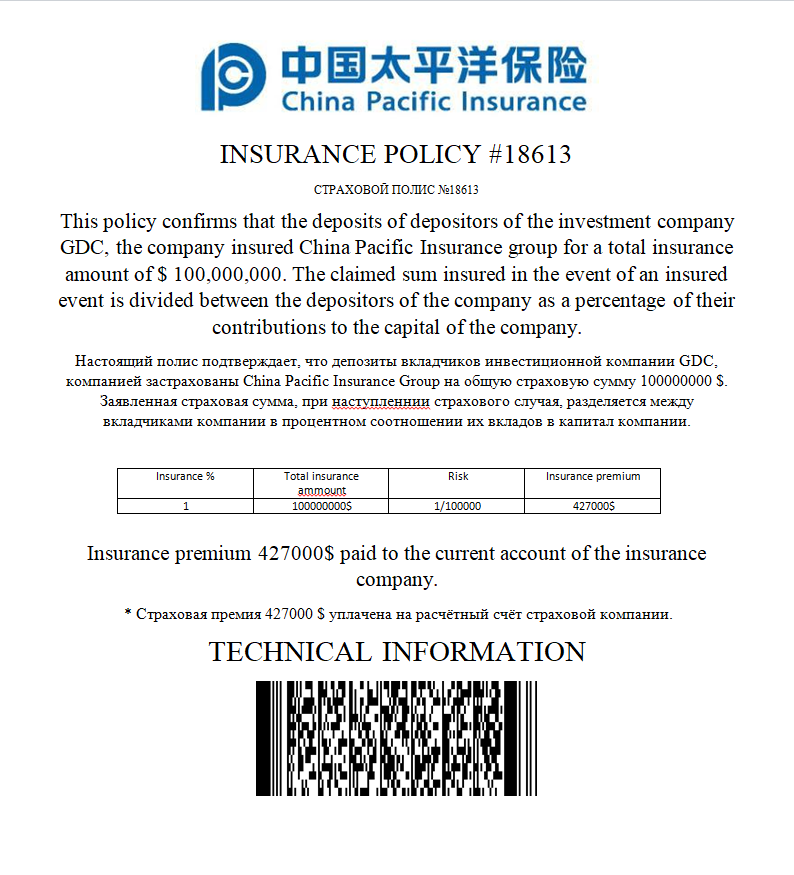 中国太平洋保险
China Pacific Insurance
INSURANCE POLICY #18613
СТРАХОВОЙ ПОЛИС №18613
This policy confirms that the deposits of depositors of the investment company
GDC, the company insured China Pacific Insurance group for a total insurance
amount of $ 100,000,000. The claimed sum insured in the event of an insured
event is divided between the depositors of the company as a percentage of their
contributions to the capital of the company.
Настоящий полис подтверждает, что депозиты вкладчиков инвестиционной компании GDC,
компанией застрахованы China Pacific Insurance Group на общую страховую сумму 100000000 $.
Заявленная страховая сумма, при наступленнии страхового случая, разделяется между
вкладчиками компании в процентном соотношении их вкладов в капитал компании.
Insurance % Total insurance ammount Risk Insurance premium
1 100000000$ 1/100000 427000$
Insurance premium 427000$ paid to the current account of the insurance
company.
* Страховая премия 427000 $ уплачена на расчётный счёт страховой компании.
TECHNICAL INFORMATION